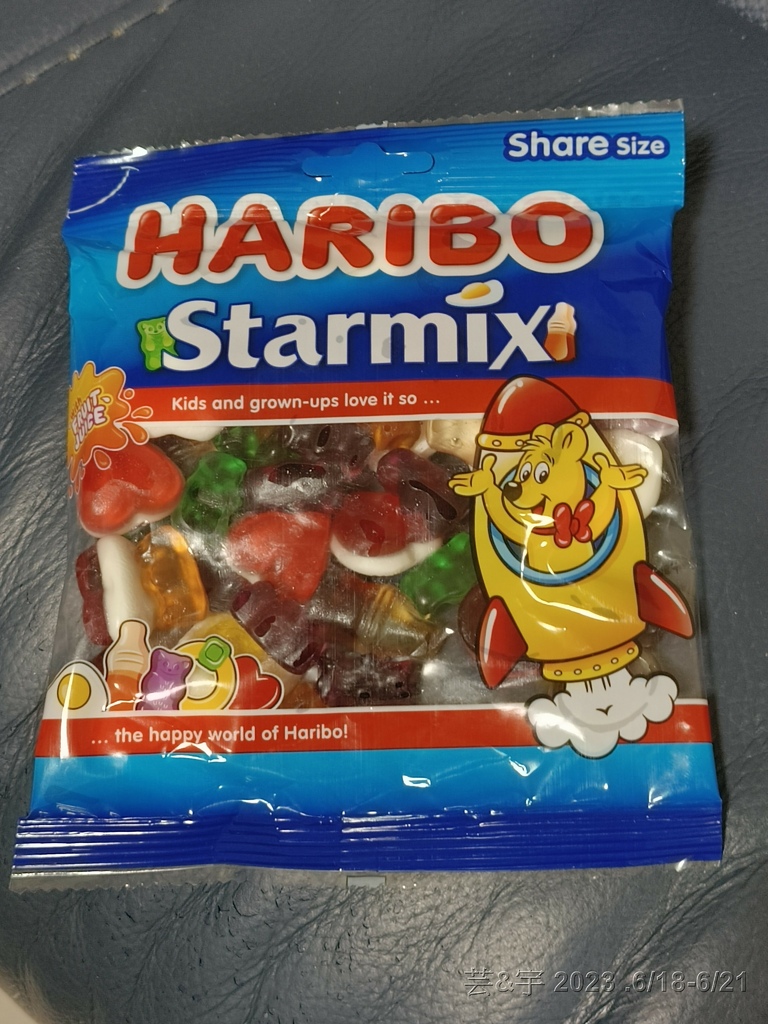 Share Size
HARIBO
Starmix
Kids and grown-ups love it so ...
FRUIT
JUICE
... the happy world of Haribo!
芸&宇 2023 .6/18-6/21